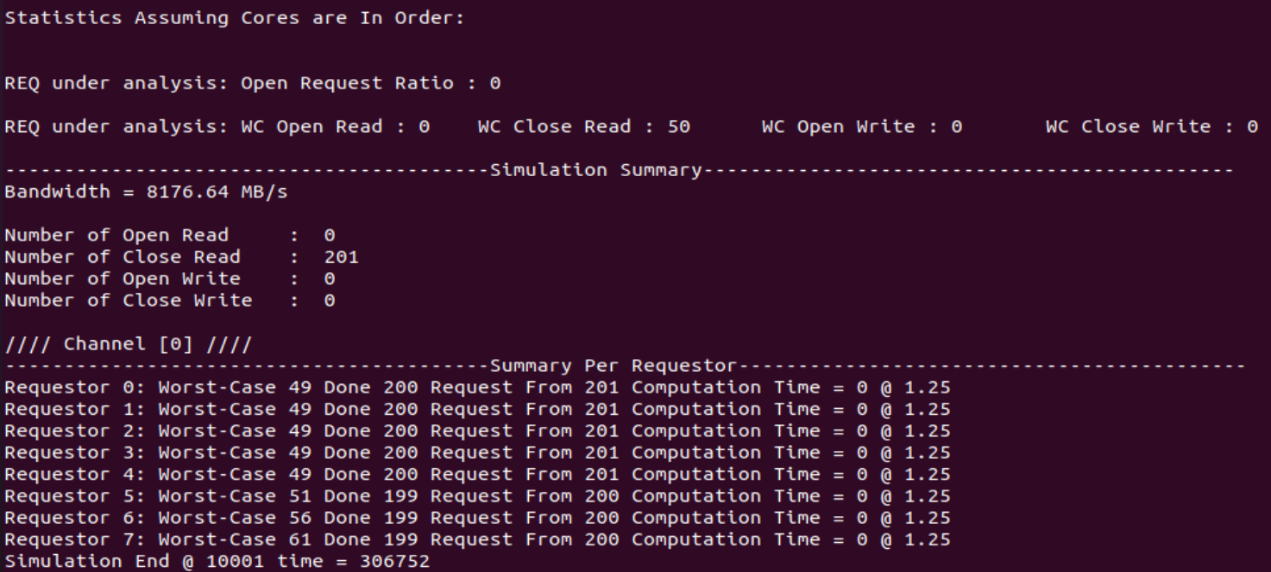 Statistics Assuming Cores are In Order:
REQ under analysis: Open Request Ratio : 0
REQ under analysis: WC Open Read : 0    WC Close Read : 50      WC Open Write : 0       WC Close Write : 0
-----------------------------------------Simulation Summary---------------------------------------------
Bandwidth = 8176.64 MB/s
Number of Open Read     :  0
Number of Close Read    :  201
Number of Open Write    :  0
Number of Close Write   :  0
//// Channel [0] ////
-----------------------------------------Summary Per Requestor-------------------------------------------
Requestor 0: Worst-Case 49 Done 200 Request From 201 Computation Time = 0 @ 1.25
Requestor 1: Worst-Case 49 Done 200 Request From 201 Computation Time = 0 @ 1.25
Requestor 2: Worst-Case 49 Done 200 Request From 201 Computation Time = 0 @ 1.25
Requestor 3: Worst-Case 49 Done 200 Request From 201 Computation Time = 0 @ 1.25
Requestor 4: Worst-Case 49 Done 200 Request From 201 Computation Time = 0 @ 1.25
Requestor 5: Worst-Case 51 Done 199 Request From 200 Computation Time = 0 @ 1.25
Requestor 6: Worst-Case 56 Done 199 Request From 200 Computation Time = 0 @ 1.25
Requestor 7: Worst-Case 61 Done 199 Request From 200 Computation Time = 0 @ 1.25
Simulation End @ 10001 time = 306752